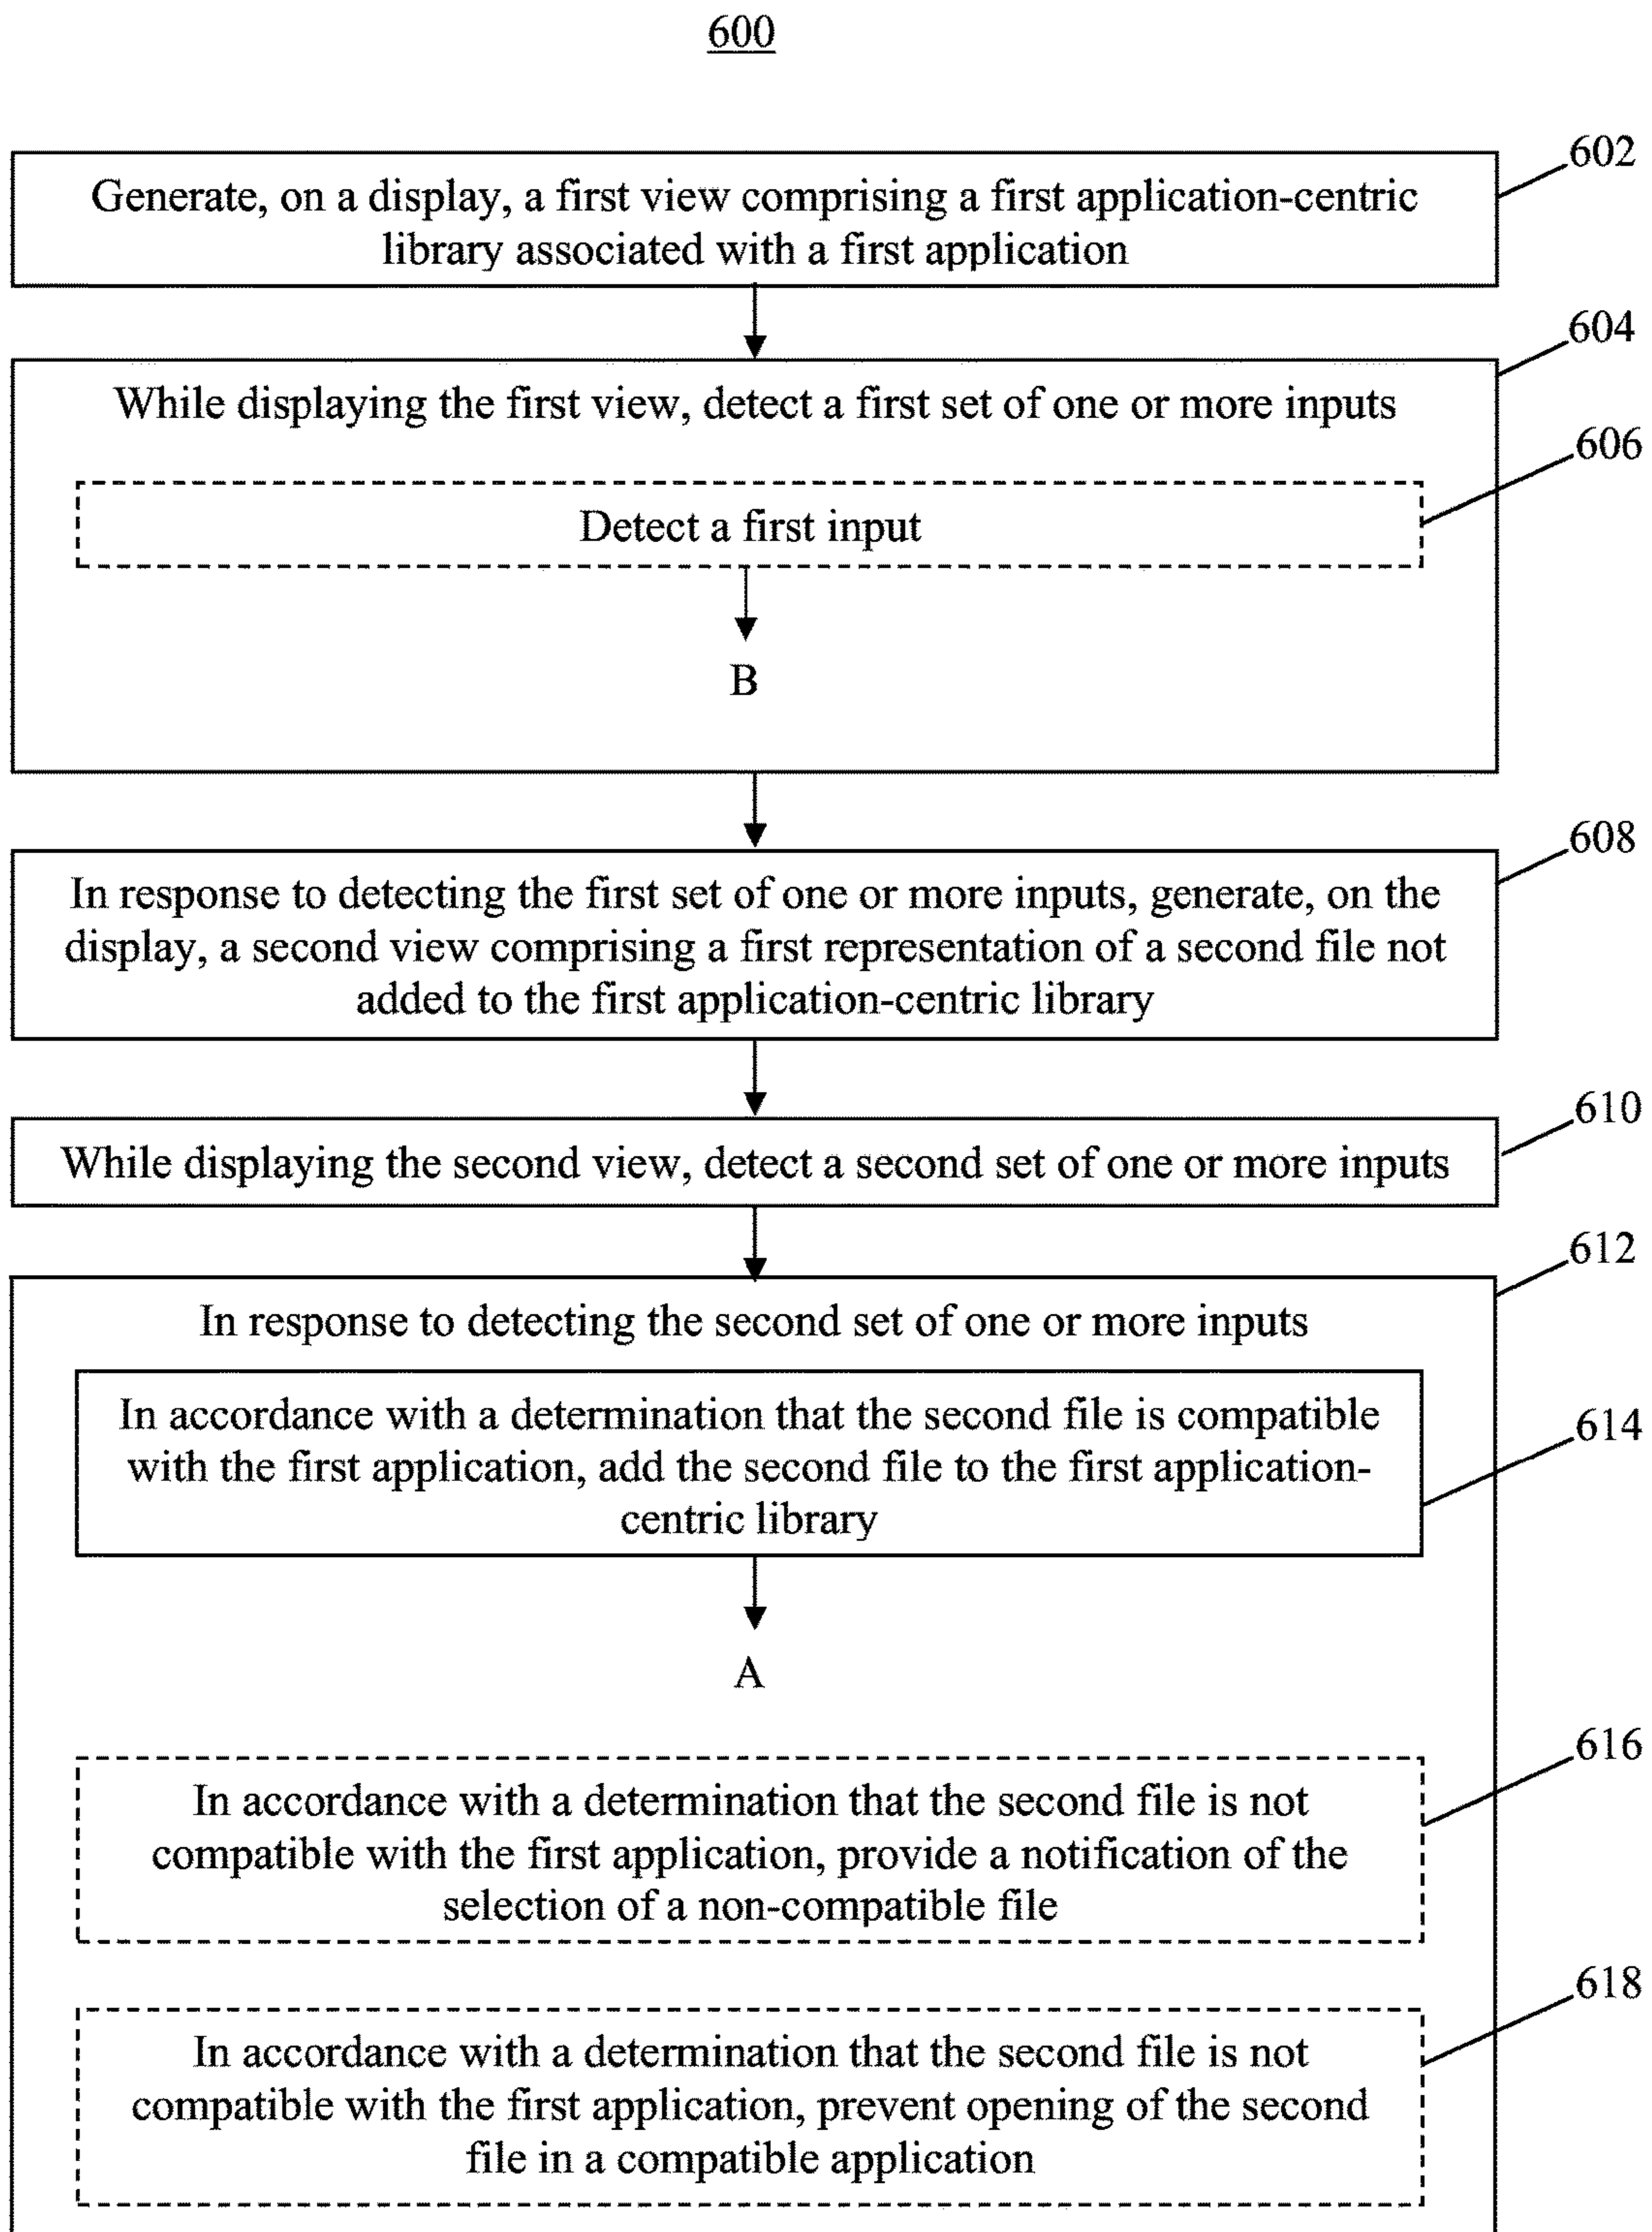 600
602
Generate, on a display, a first view comprising a first application-centric
library associated with a first application
604
While displaying the first view, detect a first set of one or more inputs
606
Detect a first input
B
608
In response to detecting the first set of one or more inputs, generate, on the
display, a second view comprising a first representation of a second file not
added to the first application-centric library
610
While displaying the second view, detect a second set of one or more inputs
612
In response to detecting the second set of one or more inputs
In accordance with a determination that the second file is compatible
614
with the first application, add the second file to the first application-
centric library
A
616
In accordance with a determination that the second file is not
compatible with the first application, provide a notification of the
selection of a non-compatible file
618
In accordance with a determination that the second file is not
compatible with the first application, prevent opening of the second
file in a compatible application